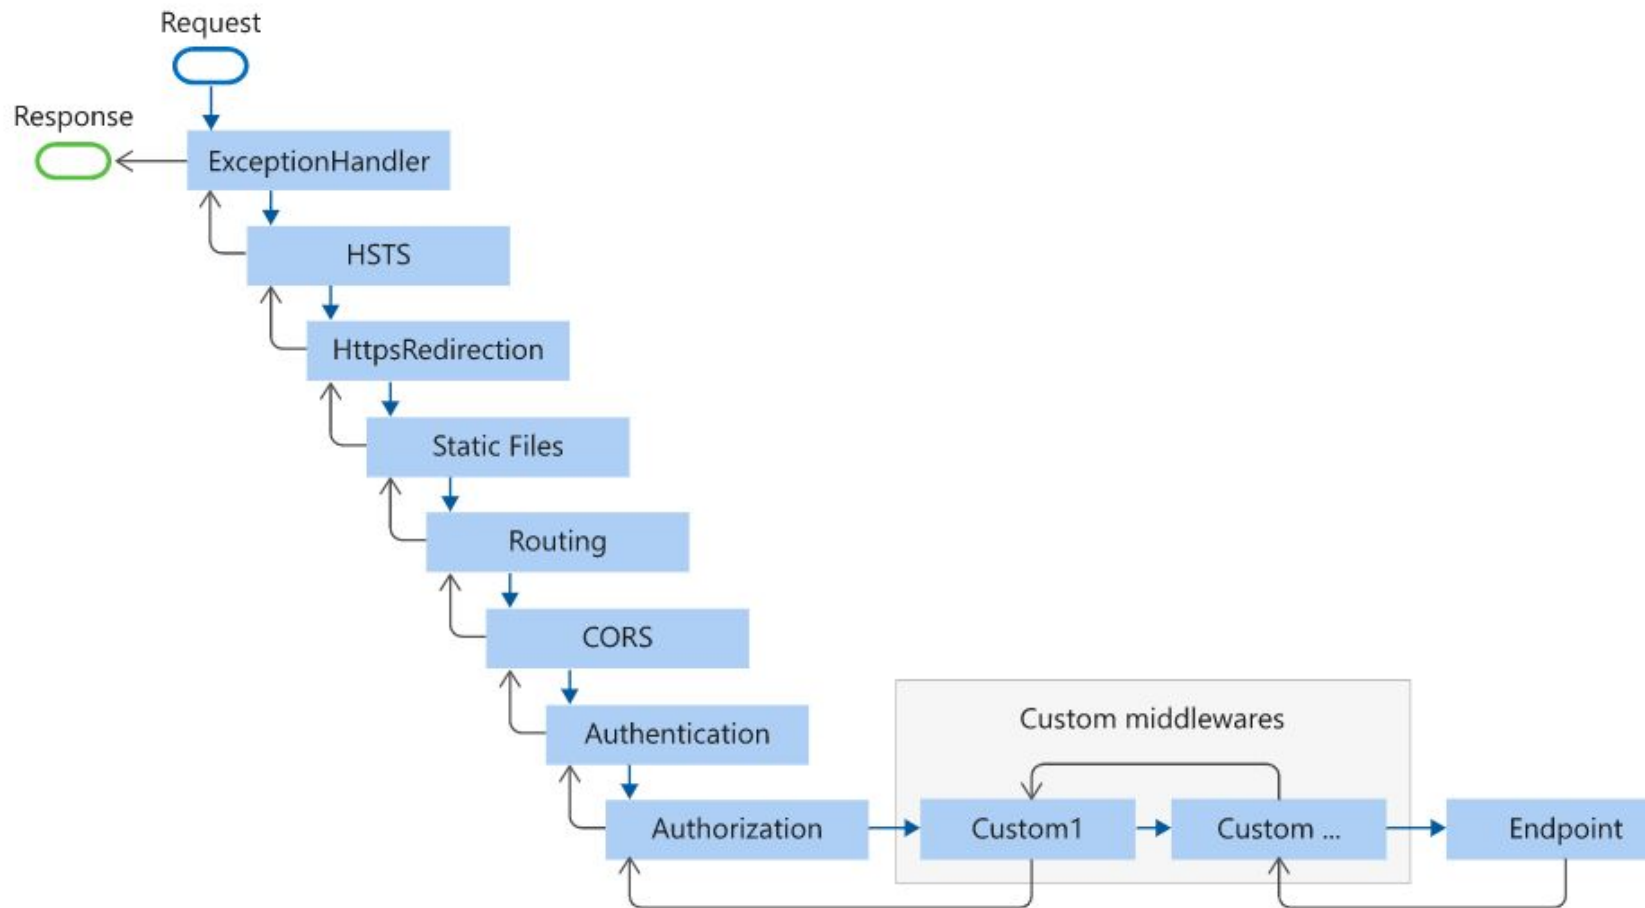 Request
Response
ExceptionHandler
HSTS
HttpsRedirection
Static Files
Routing
CORS
Authentication
Custom middlewares
Authorization
Custom1
Custom ...
Endpoint